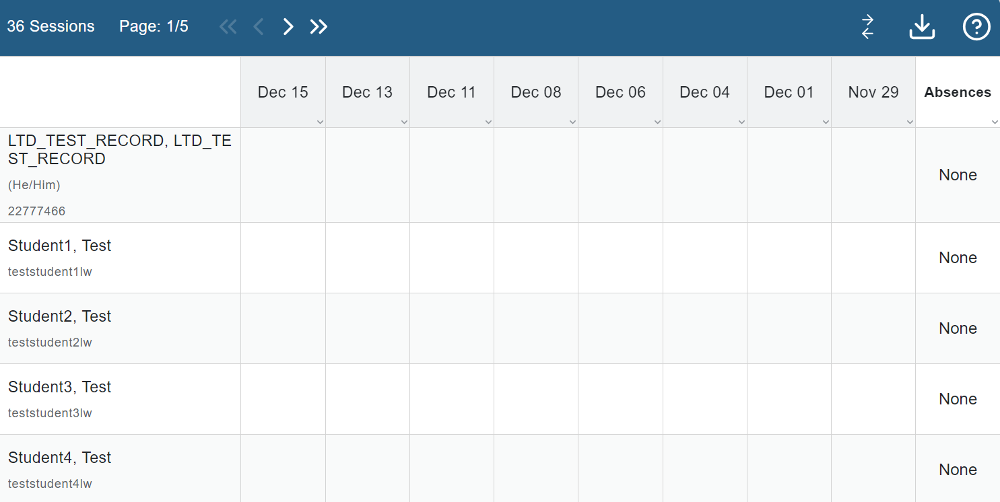 36 Sessions Page: 1/5
Dec 15 Dec 13 Dec 11 Dec 08 Dec 06 Dec 04 Dec 01 Nov 29 Absences
LTD_TEST_RECORD, LTD_TE
ST_RECORD
(He/Him)
22777466
None
Student1, Test
teststudent1lw
None
Student2, Test
teststudent2lw
None
Student3, Test
teststudent3lw
None
Student4, Test
teststudent4lw
None